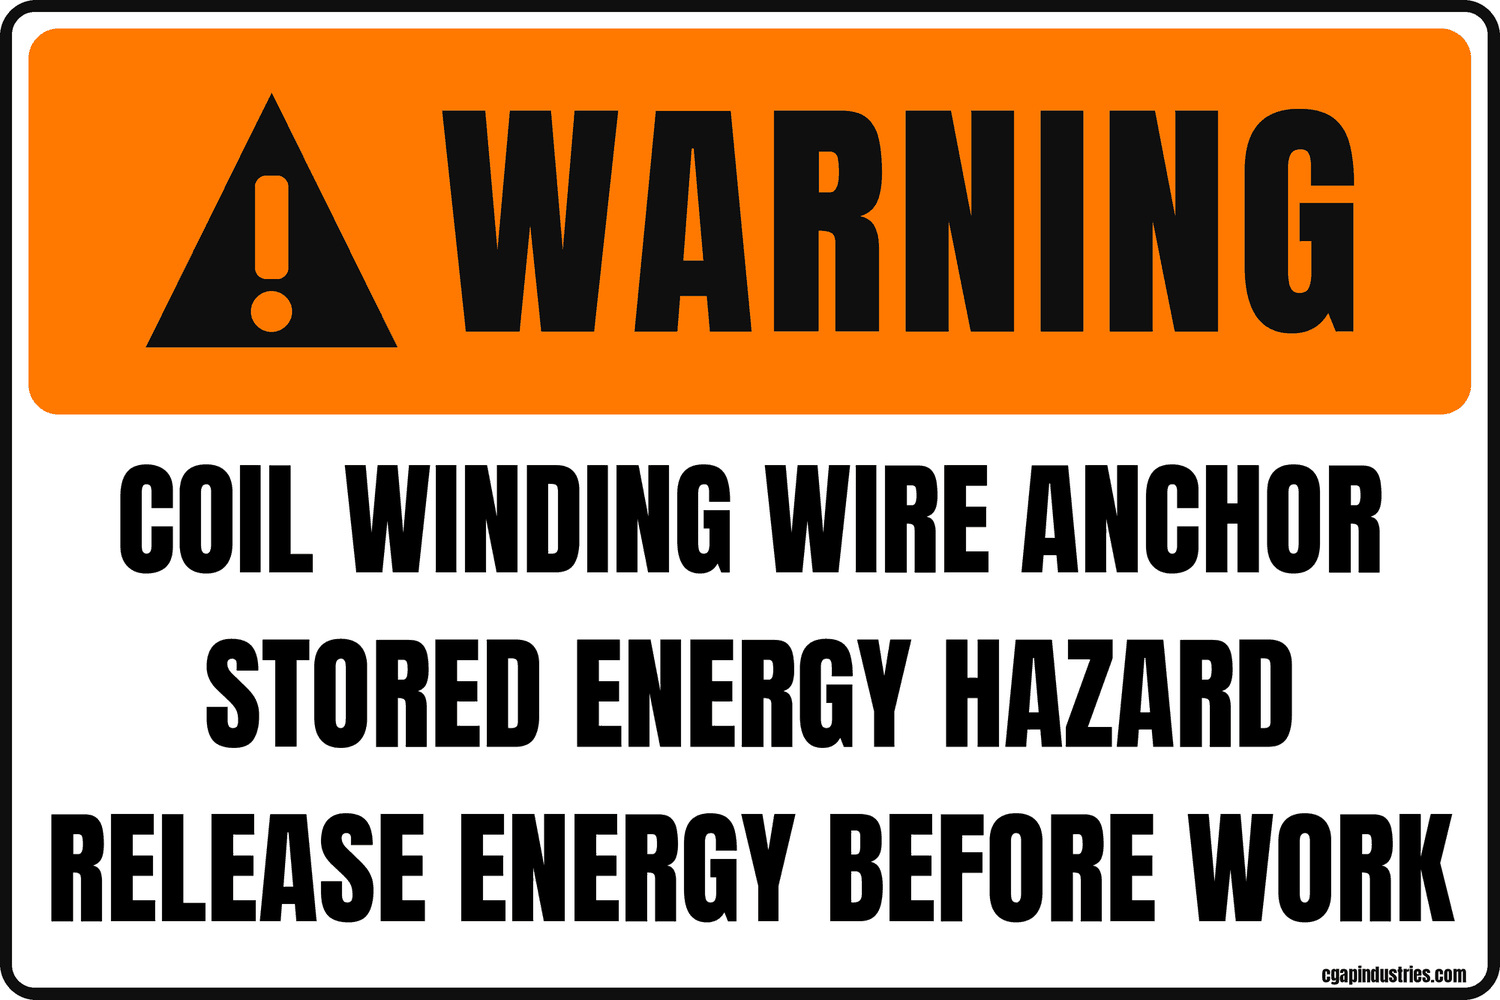 WARNING
COIL WINDING WIRE ANCHOR
STORED ENERGY HAZARD
RELEASE ENERGY BEFORE WORK
cgapindustries.com